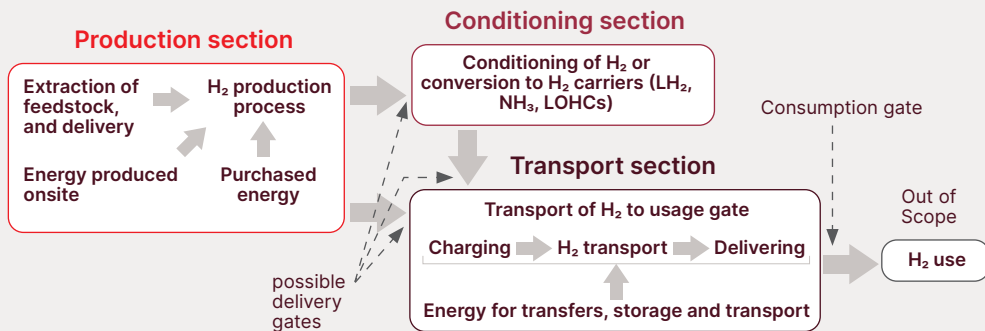 Production section
Extraction of
feedstock,
and delivery
H₂ production
process
Energy produced
onsite
Purchased
energy
Conditioning section
Conditioning of H₂ or
conversion to H₂ carriers (LH₂,
NH₃, LOHCs)
Transport section
Transport of H₂ to usage gate
Charging
H₂ transport
Delivering
Energy for transfers, storage and transport
possible
delivery
gates
Consumption gate
Out of
Scope
H₂ use